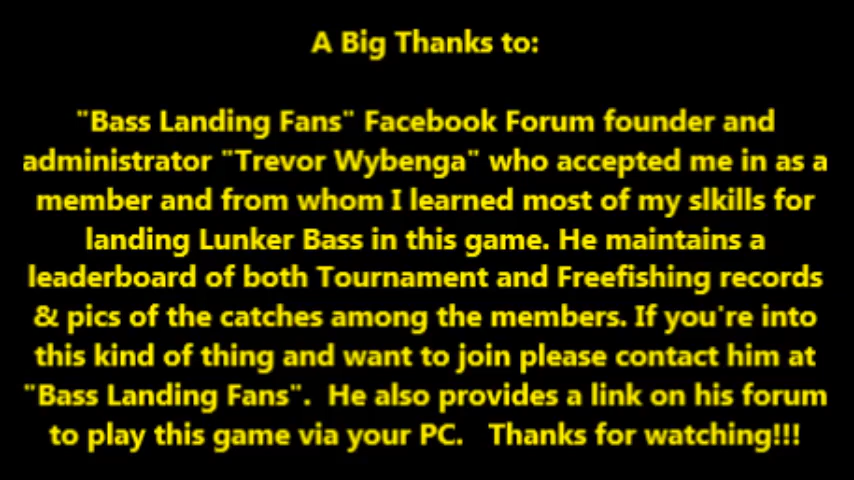 A Big Thanks to:
"Bass Landing Fans" Facebook Forum founder and
administrator "Trevor Wybenga" who accepted me in as a
member and from whom I learned most of my slkills for
landing Lunker Bass in this game. He maintains a
leaderboard of both Tournament and Freefishing records
& pics of the catches among the members. If you're into
this kind of thing and want to join please contact him at
"Bass Landing Fans".  He also provides a link on his forum
to play this game via your PC.   Thanks for watching!!!